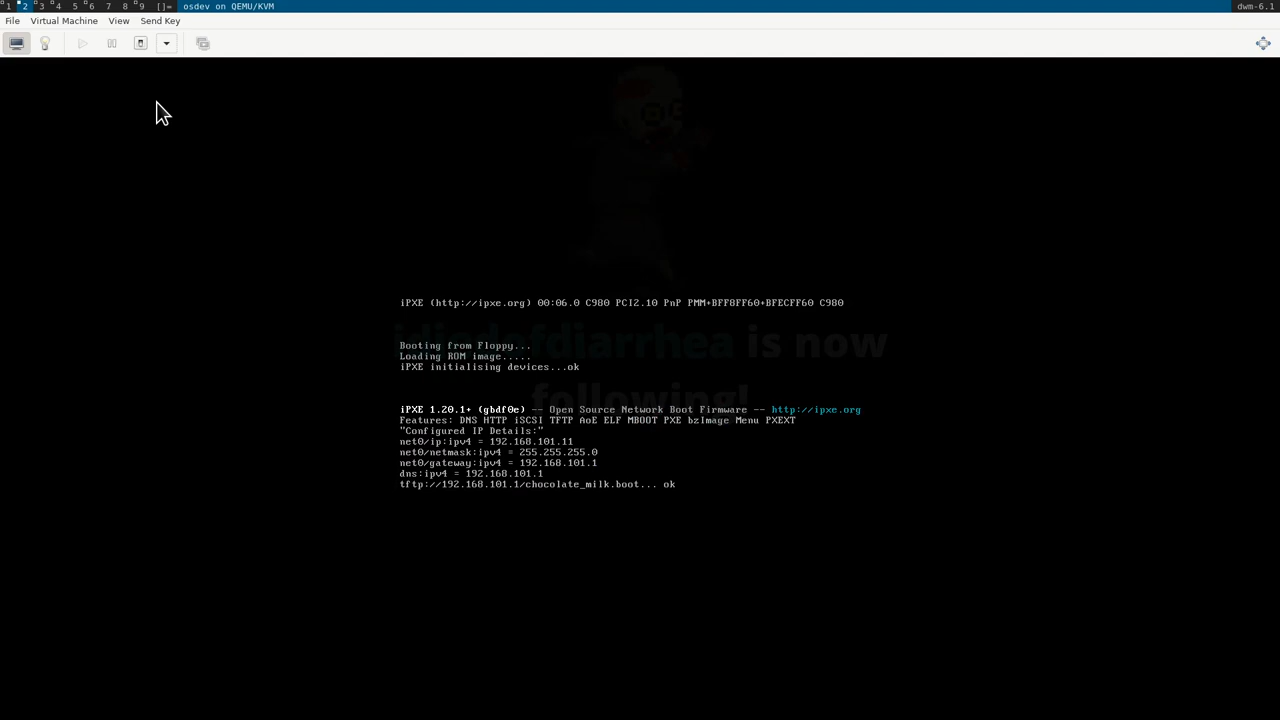 1 2 3 4 5 6 7 8 9 []= osdev on QEMU/KVM dwm-6.1
File Virtual Machine View Send Key
iPXE (http://ipxe.org) 00:06.0 C980 PCI2.10 PnP PMM+BFF8FF60+BFECFF60 C980
is now
Booting from Floppy...
Loading ROM image.....
iPXE initialising devices...ok
following!
iPXE 1.20.1+ (gbdf0e) -- Open Source Network Boot Firmware -- http://ipxe.org
Features: DNS HTTP iSCSI TFTP AoE ELF MBOOT PXE bzImage Menu PXEXT
"Configured IP Details:"
net0/ip:ipv4 = 192.168.101.11
net0/netmask:ipv4 = 255.255.255.0
net0/gateway:ipv4 = 192.168.101.1
dns:ipv4 = 192.168.101.1
tftp://192.168.101.1/chocolate_milk.boot... ok